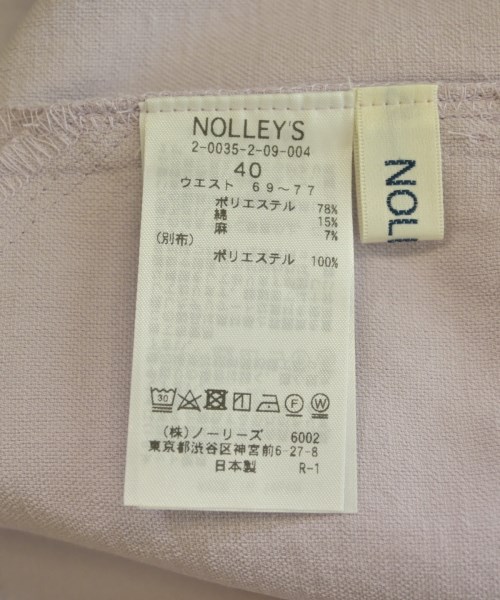 NOLLEY'S
2-0035-2-09-004
40
ウエスト 69~77
ポリエステル 78%
綿 15%
麻 7%
(別布)
ポリエステル 100%
30
F
W
(株)ノーリーズ 6002
東京都渋谷区神宮前6-27-8
日本製 R-1
NOLL